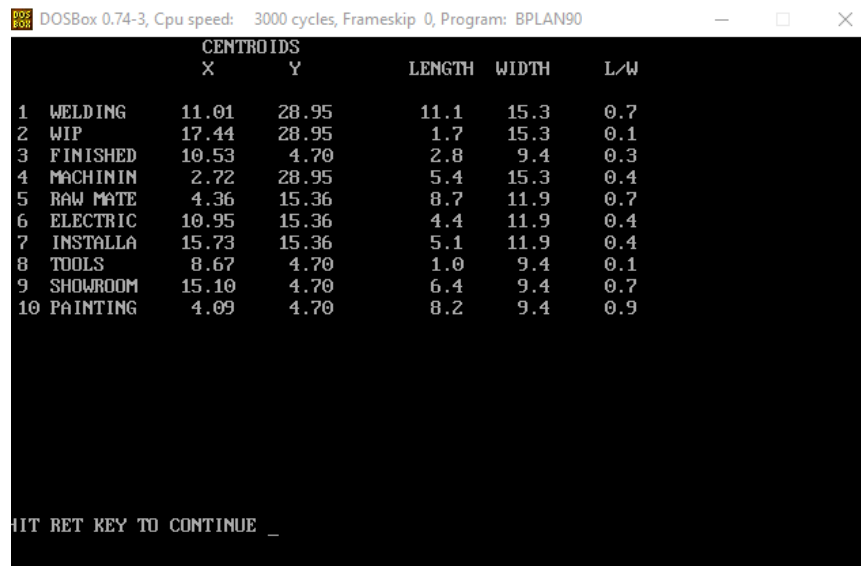 DOSBox 0.74-3, Cpu speed: 3000 cycles, Frameskip 0, Program: BPLAN90
CENTROIDS
X Y LENGTH WIDTH L/W
1 WELDING 11.01 28.95 11.1 15.3 0.7
2 WIP 17.44 28.95 1.7 15.3 0.1
3 FINISHED 10.53 4.70 2.8 9.4 0.3
4 MACHININ 2.72 28.95 5.4 15.3 0.4
5 RAW MATE 4.36 15.36 8.7 11.9 0.7
6 ELECTRIC 10.95 15.36 4.4 11.9 0.4
7 INSTALLA 15.73 15.36 5.1 11.9 0.4
8 TOOLS 8.67 4.70 1.0 9.4 0.1
9 SHOWROOM 15.10 4.70 6.4 9.4 0.7
10 PAINTING 4.09 4.70 8.2 9.4 0.9
HIT RET KEY TO CONTINUE _